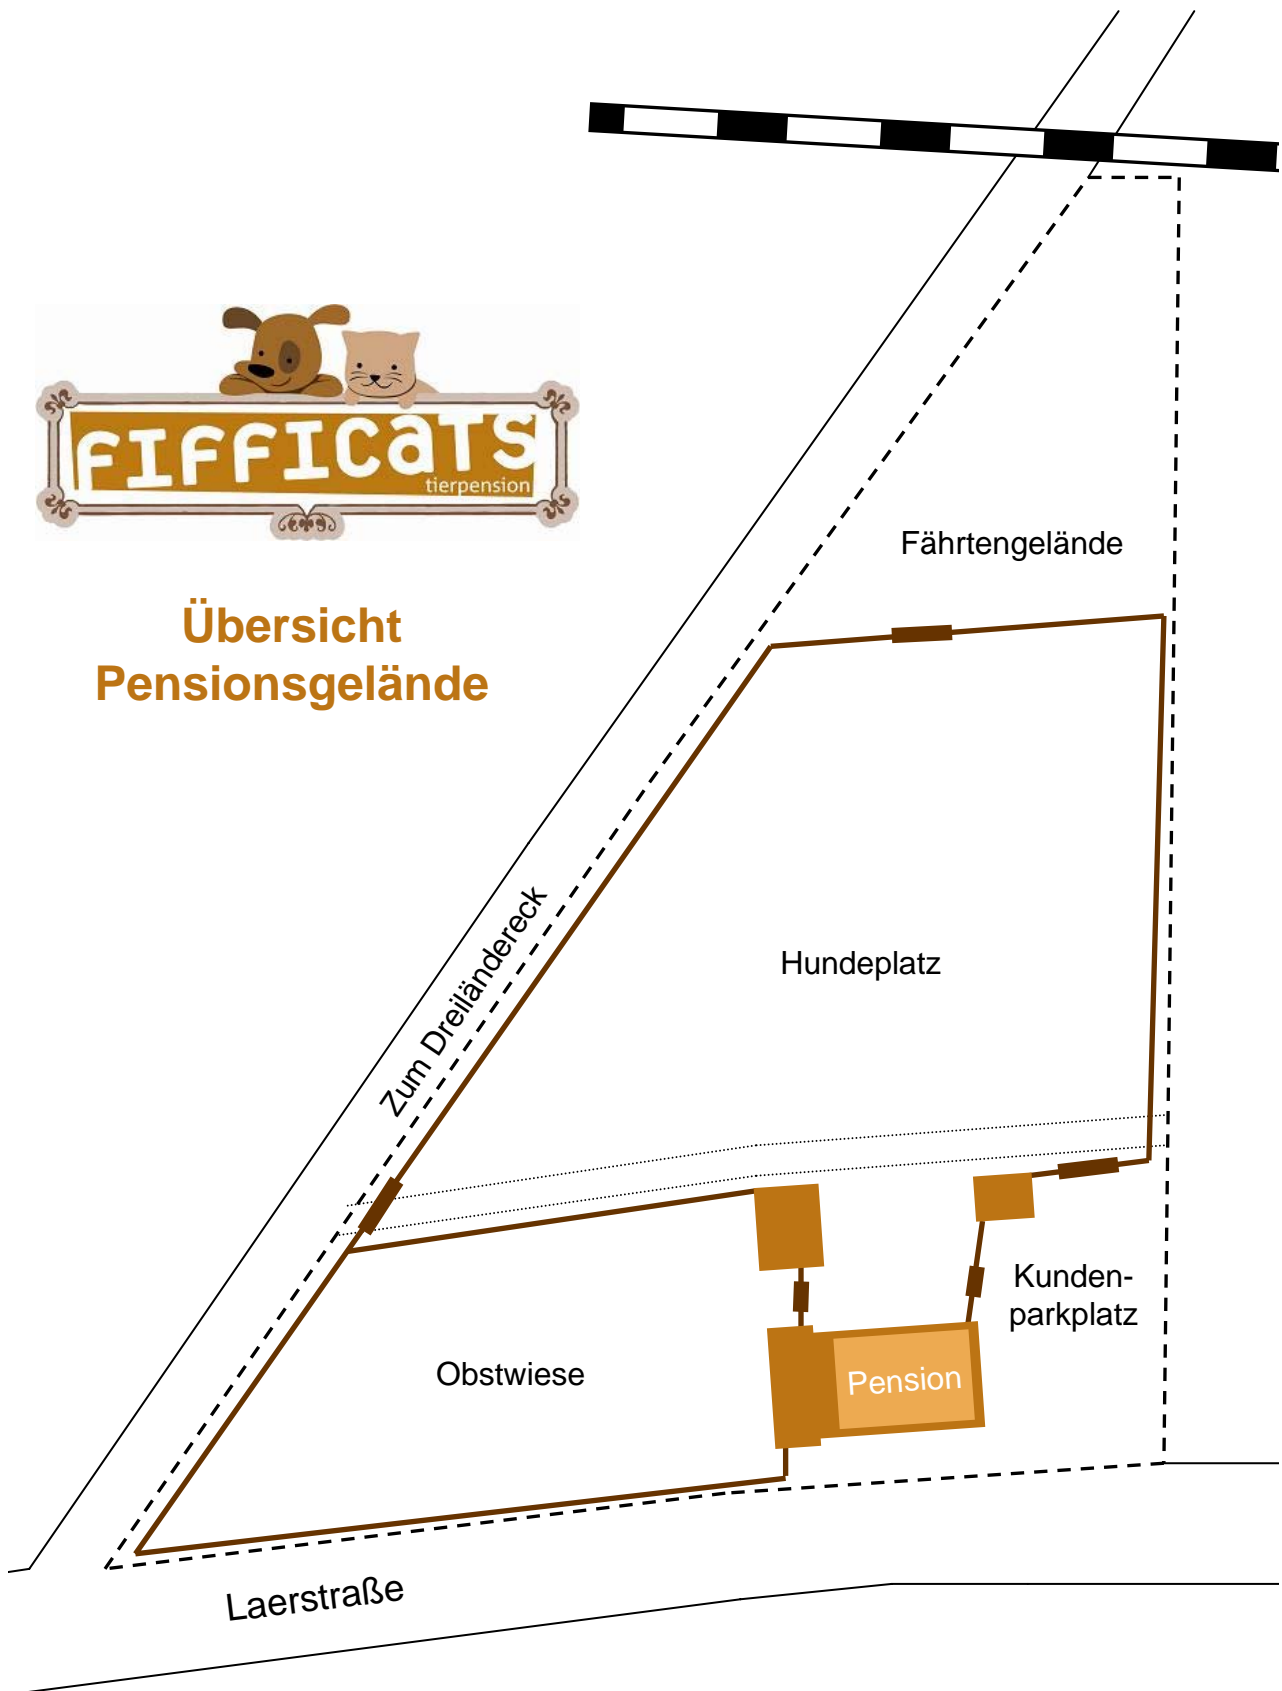 FIFFICaTS
tierpension
Übersicht
Pensionsgelände
Fährtengelände
Zum Dreiländereck
Hundeplatz
Kunden-
parkplatz
Obstwiese
Pension
Laerstraße